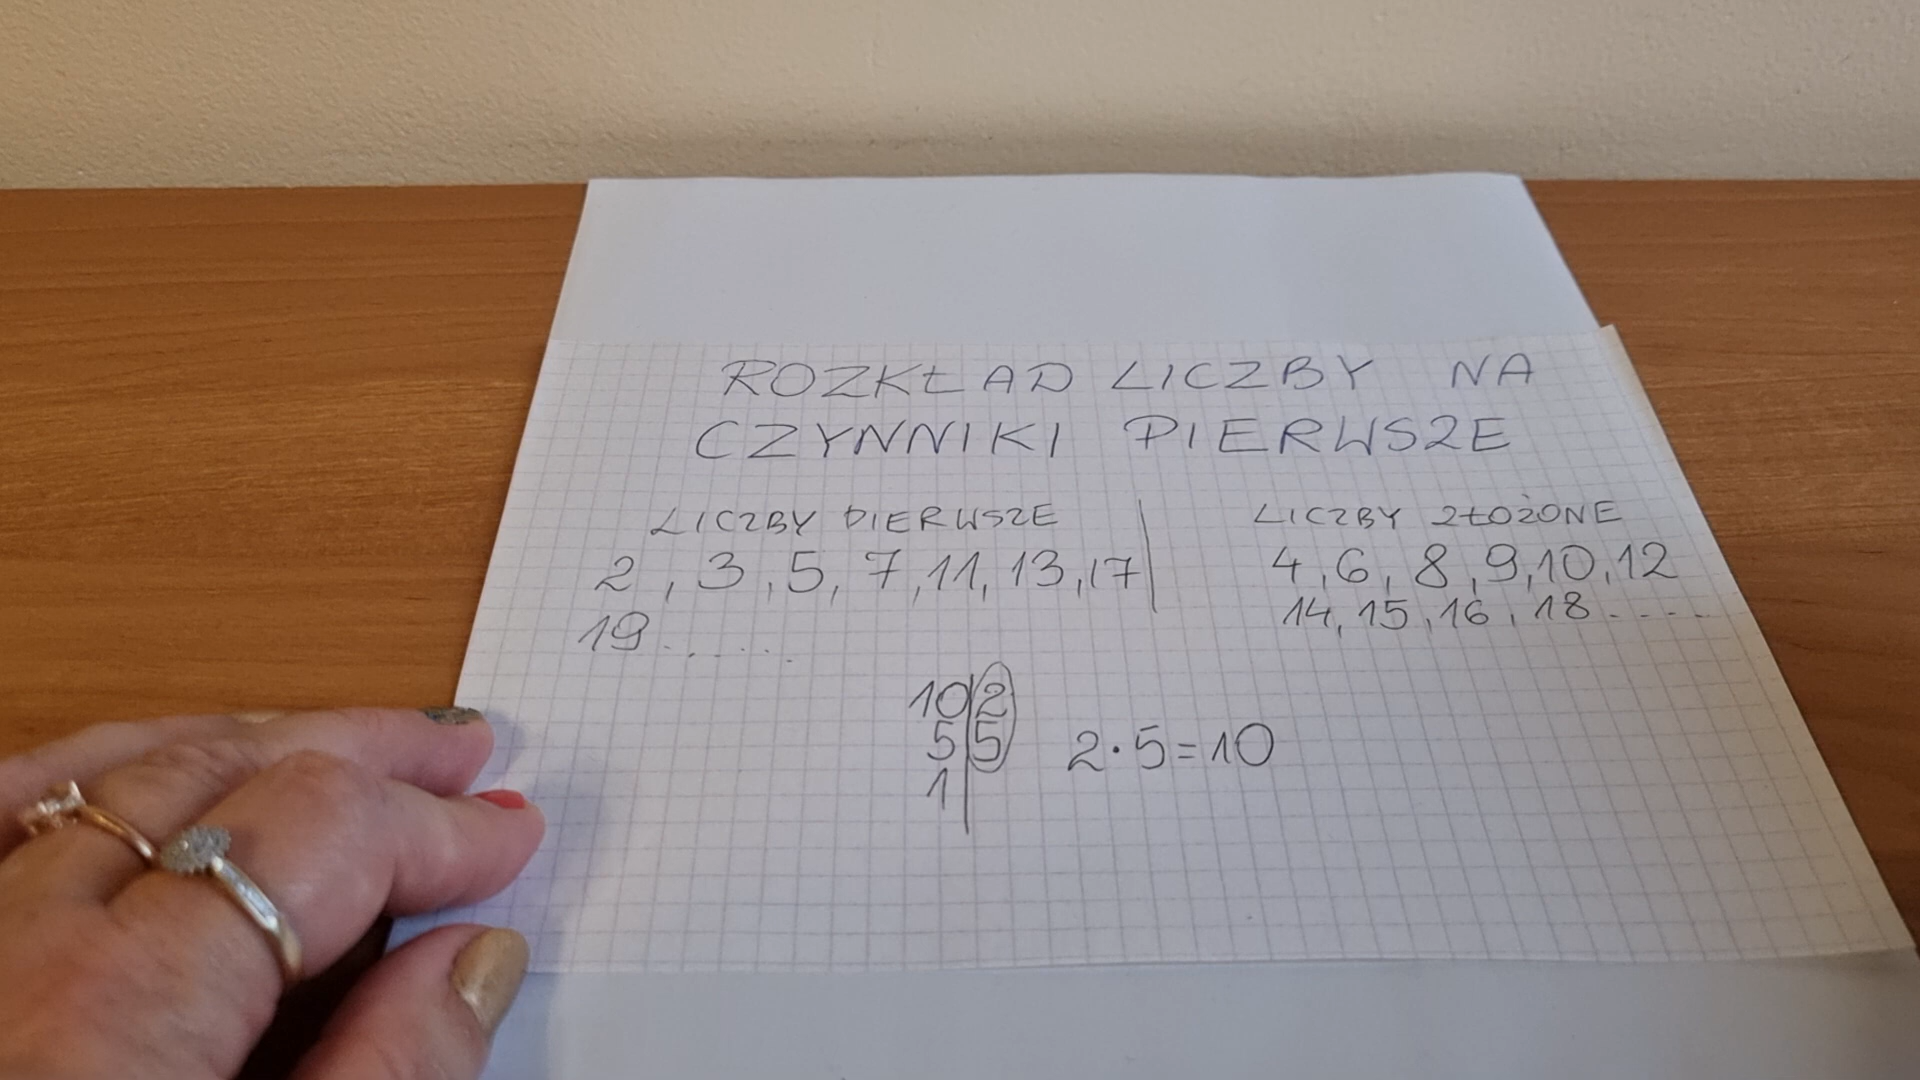 ROZKŁAD LICZBY NA
CZYNNIKI PIERWSZE
LICZBY PIERWSZE
2, 3, 5, 7, 11, 13, 17
19......
LICZBY ZŁOŻONE
4, 6, 8, 9, 10, 12
14, 15, 16, 18....
10|2
5|5
1|
2·5=10